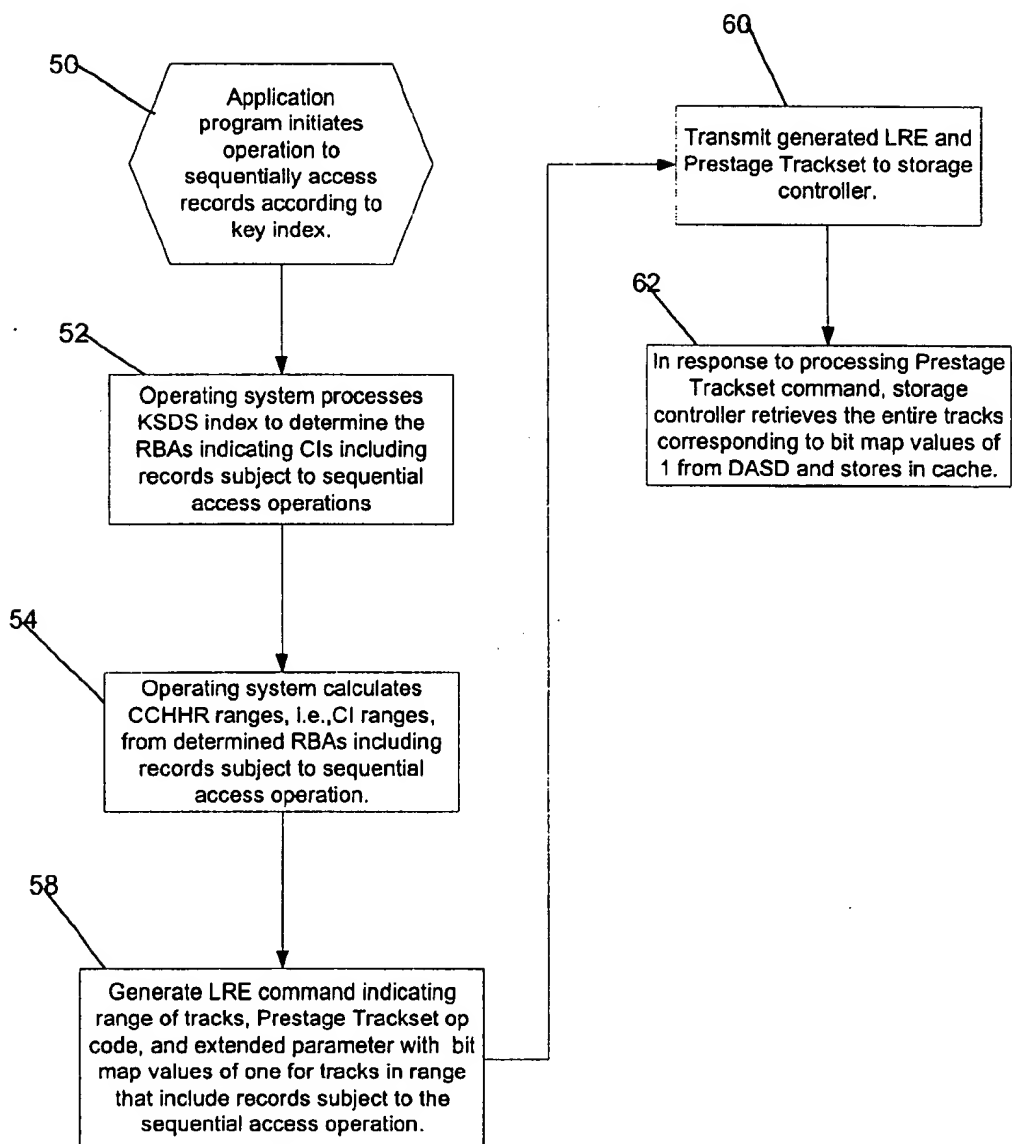 50
Application
program initiates
operation to
sequentially access
records according to
key index.
52
Operating system processes
KSDS index to determine the
RBAs indicating CIs including
records subject to sequential
access operations
54
Operating system calculates
CCHHR ranges, i.e.,CI ranges,
from determined RBAs including
records subject to sequential
access operation.
58
Generate LRE command indicating
range of tracks, Prestage Trackset op
code, and extended parameter with bit
map values of one for tracks in range
that include records subject to the
sequential access operation.
60
Transmit generated LRE and
Prestage Trackset to storage
controller.
62
In response to processing Prestage
Trackset command, storage
controller retrieves the entire tracks
corresponding to bit map values of
1 from DASD and stores in cache.